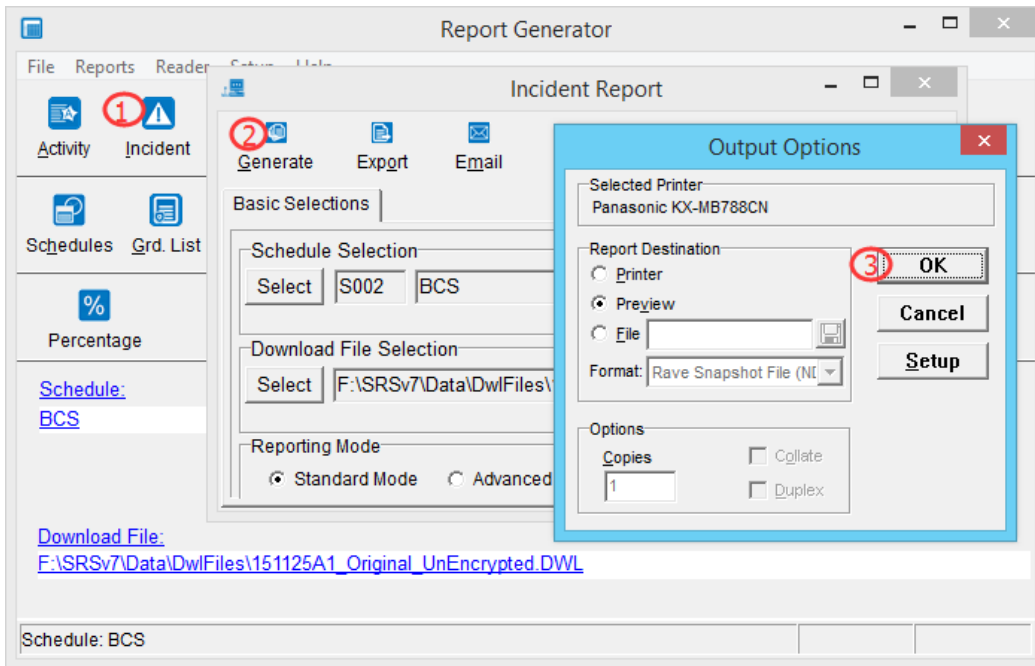 Report Generator
File Reports Reader Setup Help
Incident Report
1
Activity Incident
2
Generate Export Email
Output Options
Selected Printer
Panasonic KX-MB788CN
Basic Selections
Schedules Grd. List
Schedule Selection
Select S002 BCS
Report Destination
Printer
Preview
File
Format: Rave Snapshot File (NI
3 OK
Cancel
Setup
%
Percentage
Download File Selection
Select F:\SRSv7\Data\DwlFiles\
Schedule:
BCS
Reporting Mode
Standard Mode Advanced
Options
Copies Collate
1 Duplex
Download File:
F:\SRSv7\Data\DwlFiles\151125A1_Original_UnEncrypted.DWL
Schedule: BCS